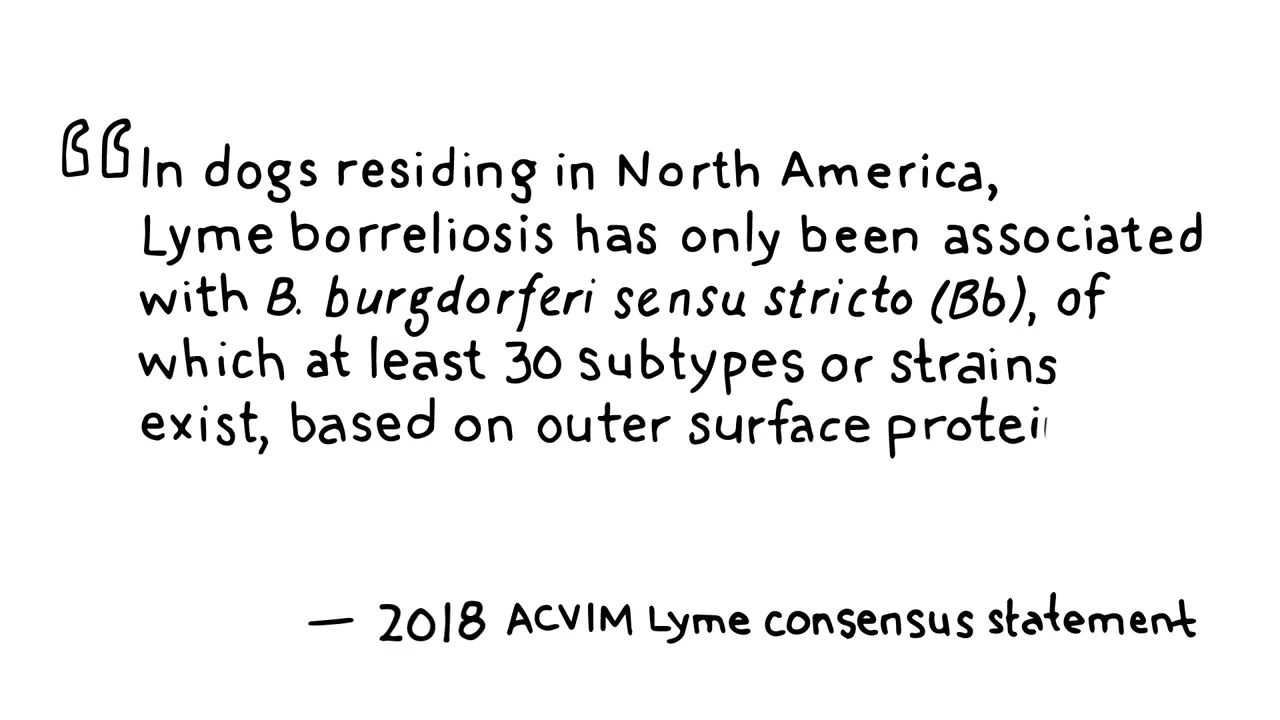 “In dogs residing in North America,
Lyme borreliosis has only been associated
with B. burgdorferi sensu stricto (Bb), of
which at least 30 subtypes or strains
exist, based on outer surface
— 2018 ACVIM Lyme consensus statement